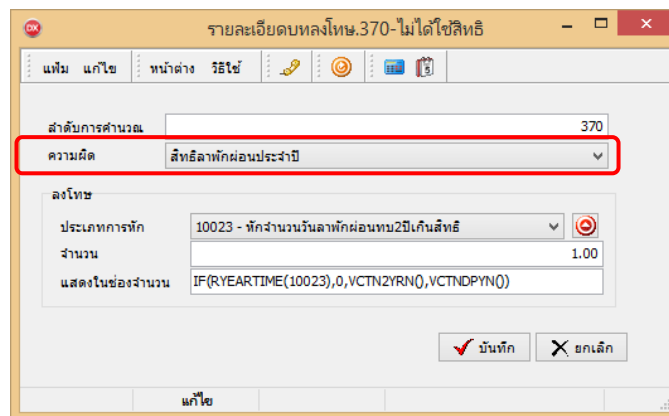 รายละเอียดบทลงโทษ.370-ไม่ได้ใช้สิทธิ
แฟ้ม แก้ไข หน้าต่าง วิธีใช้
ลำดับการคำนวณ 370
ความผิด สิทธิลาพักผ่อนประจำปี
ลงโทษ
ประเภทการหัก 10023 - หักจำนวนวันลาพักผ่อนทบ2ปีเกินสิทธิ
จำนวน 1.00
แสดงในช่องจำนวน IF(RYEARTIME(10023),0,VCTN2YRN(),VCTNDPYN())
บันทึก ยกเลิก
แก้ไข